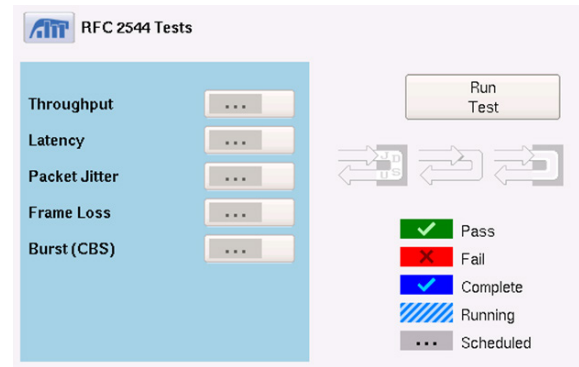 RFC 2544 Tests
Throughput
...
Latency
...
Packet Jitter
...
Frame Loss
...
Burst (CBS)
...
Run
Test
J D
U S
Pass
Fail
Complete
Running
... Scheduled